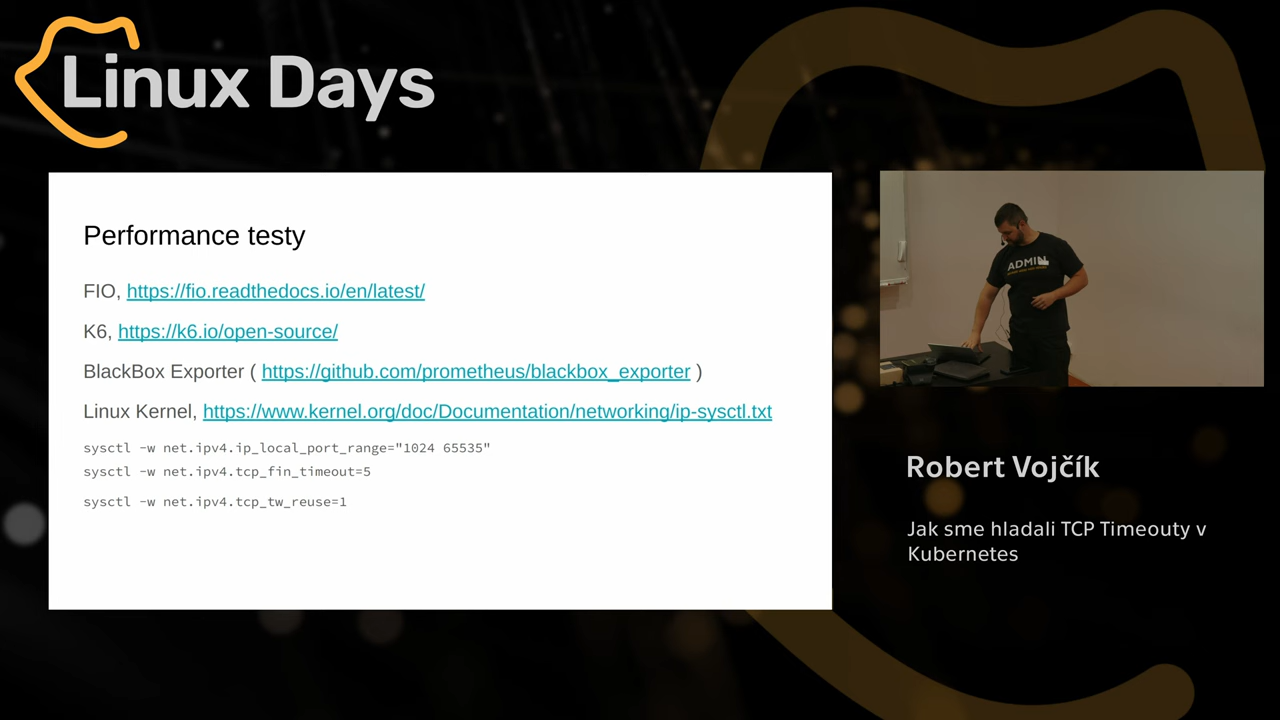 Linux Days
Performance testy
FIO, https://fio.readthedocs.io/en/latest/
K6, https://k6.io/open-source/
BlackBox Exporter ( https://github.com/prometheus/blackbox_exporter )
Linux Kernel, https://www.kernel.org/doc/Documentation/networking/ip-sysctl.txt
sysctl -w net.ipv4.ip_local_port_range="1024 65535"
sysctl -w net.ipv4.tcp_fin_timeout=5
sysctl -w net.ipv4.tcp_tw_reuse=1
ADMIN
Robert Vojčík
Jak sme hladali TCP Timeouty v
Kubernetes